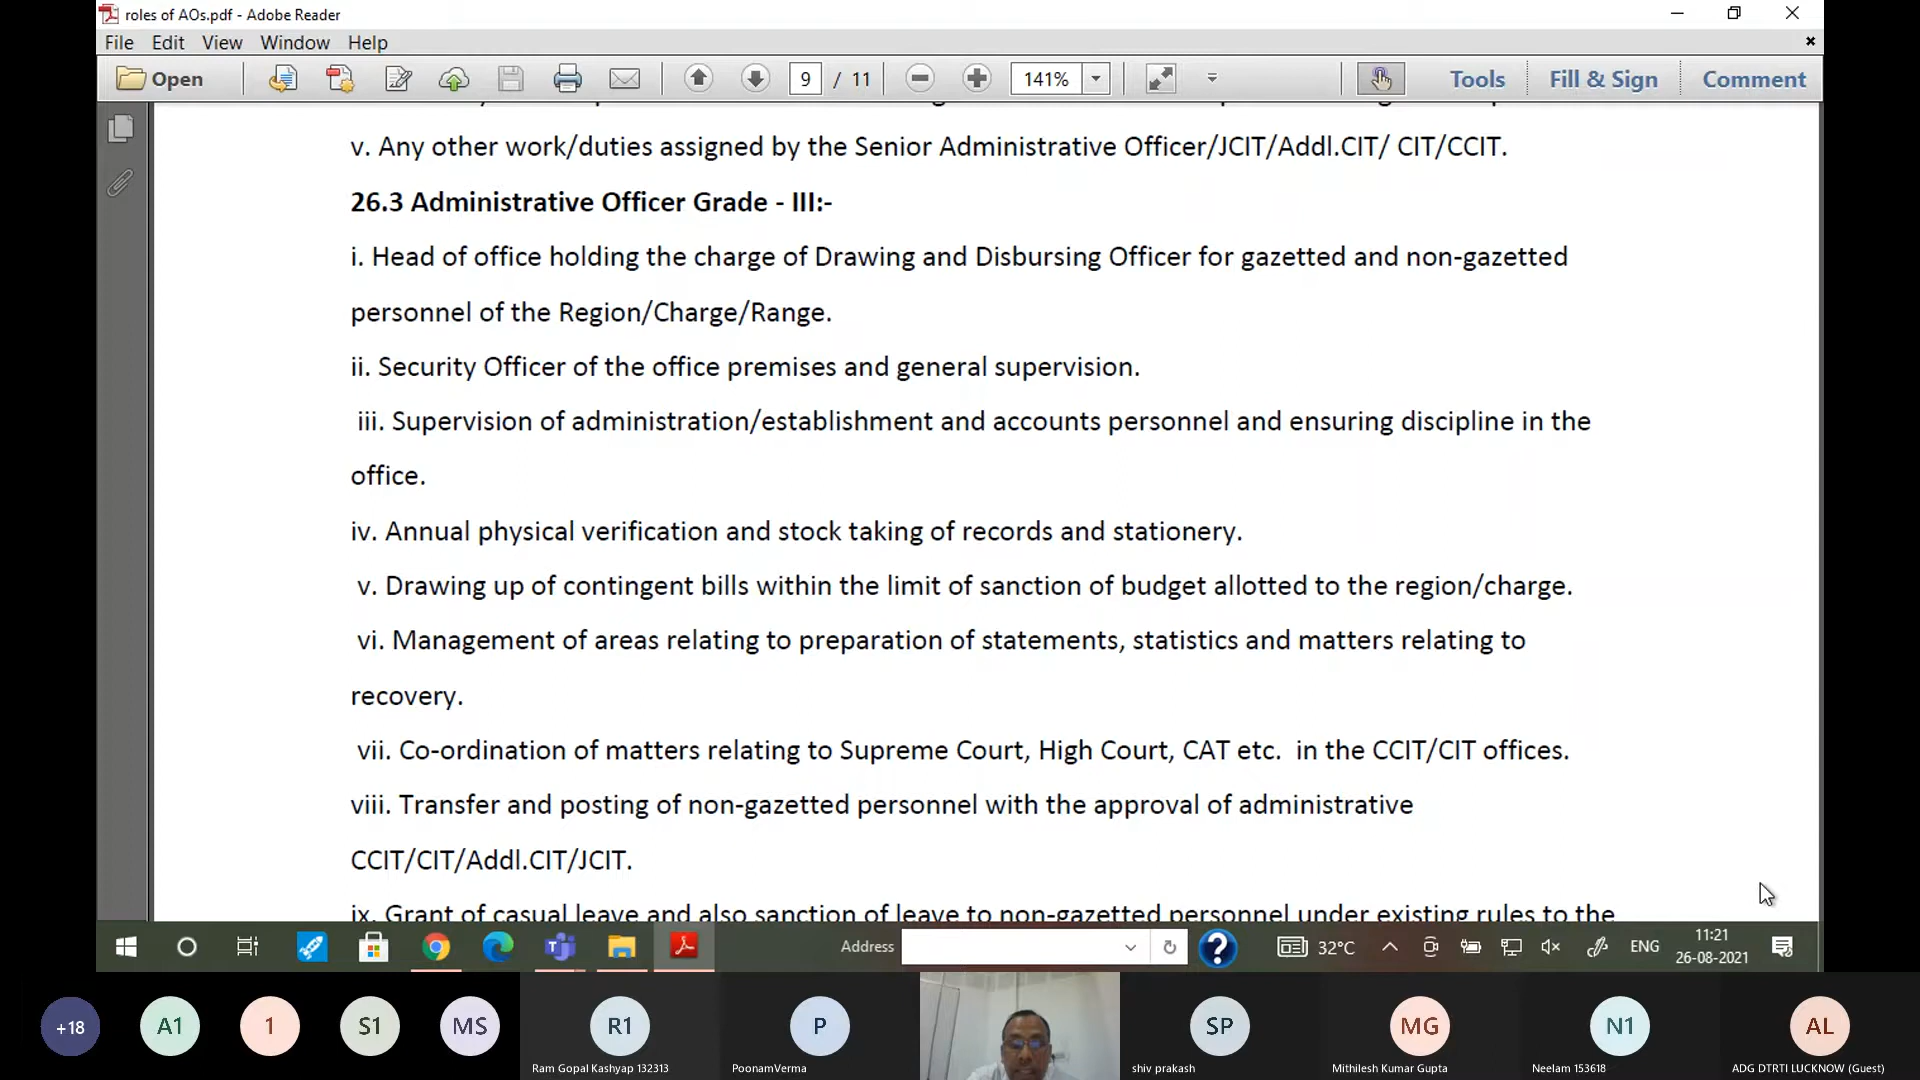 roles of AOs.pdf - Adobe Reader
File Edit View Window Help
Open 9 / 11 141% Tools Fill & Sign Comment
v. Any other work/duties assigned by the Senior Administrative Officer/JCIT/Addl.CIT/ CIT/CCIT.
26.3 Administrative Officer Grade - III:-
i. Head of office holding the charge of Drawing and Disbursing Officer for gazetted and non-gazetted
personnel of the Region/Charge/Range.
ii. Security Officer of the office premises and general supervision.
iii. Supervision of administration/establishment and accounts personnel and ensuring discipline in the
office.
iv. Annual physical verification and stock taking of records and stationery.
v. Drawing up of contingent bills within the limit of sanction of budget allotted to the region/charge.
vi. Management of areas relating to preparation of statements, statistics and matters relating to
recovery.
vii. Co-ordination of matters relating to Supreme Court, High Court, CAT etc. in the CCIT/CIT offices.
viii. Transfer and posting of non-gazetted personnel with the approval of administrative
CCIT/CIT/Addl.CIT/JCIT.
ix. Grant of casual leave and also sanction of leave to non-gazetted personnel under existing rules to the
Address 32°C ENG 11:21
26-08-2021
+18 A1 1 S1 MS R1 P SP MG N1 AL
Ram Gopal Kashyap 132313 PoonamVerma shiv prakash Mithilesh Kumar Gupta Neelam 153618 ADG DTRTI LUCKNOW (Guest)